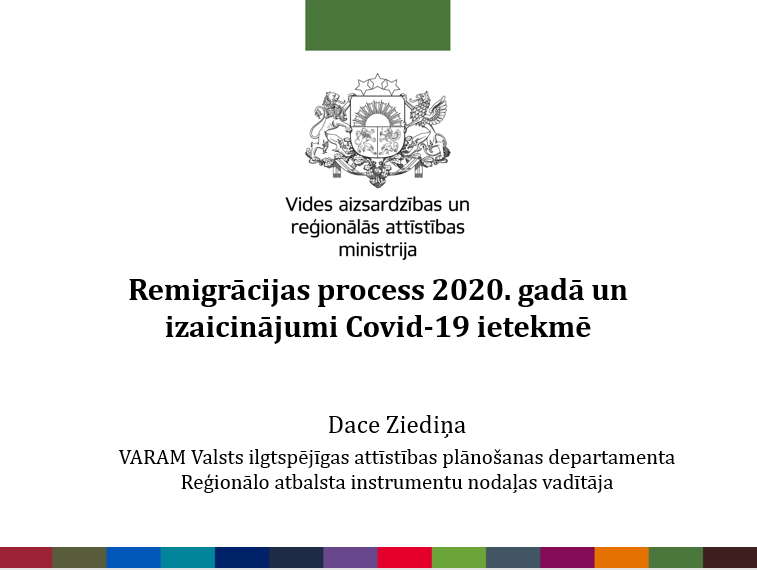 Vides aizsardzības un
reģionālās attīstības
ministrija
Remigrācijas process 2020. gadā un
izaicinājumi Covid-19 ietekmē
Dace Ziediņa
VARAM Valsts ilgtspējīgas attīstības plānošanas departamenta
Reģionālo atbalsta instrumentu nodaļas vadītāja